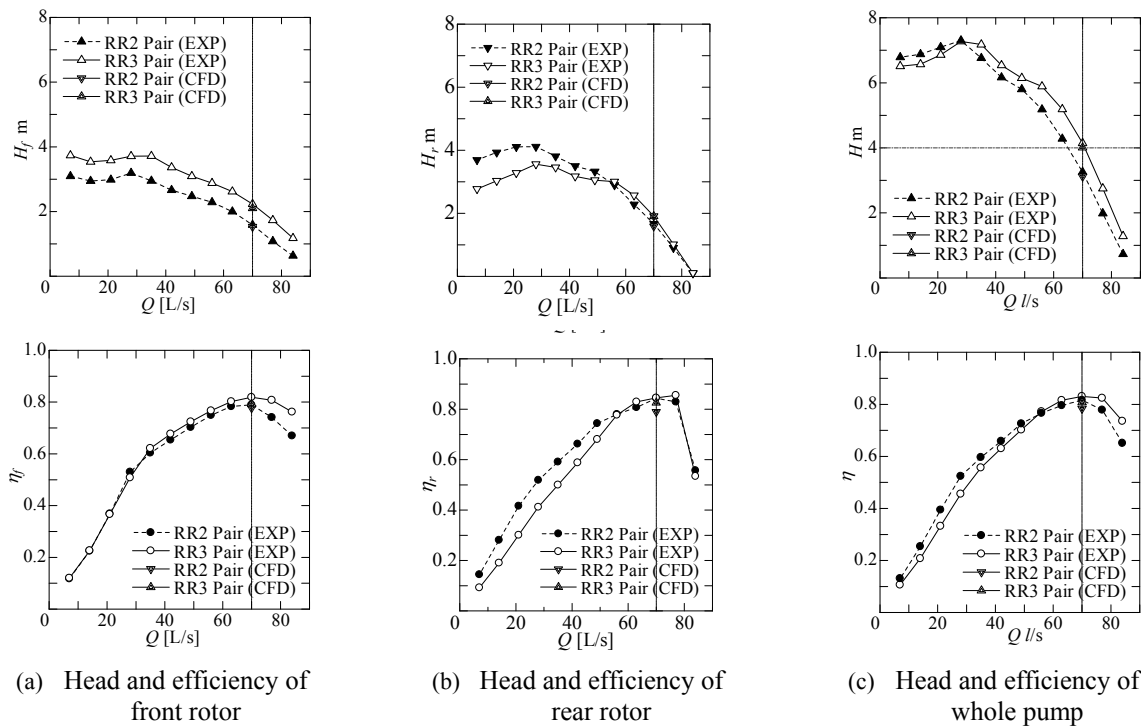 8
6
4
2
0
20
40
60
80
H_f m
Q [L/s]
RR2 Pair (EXP)
RR3 Pair (EXP)
RR2 Pair (CFD)
RR3 Pair (CFD)
8
6
4
2
0
20
40
60
80
H_r m
Q [L/s]
RR2 Pair (EXP)
RR3 Pair (EXP)
RR2 Pair (CFD)
RR3 Pair (CFD)
8
6
4
2
0
20
40
60
80
H m
Q l/s
RR2 Pair (EXP)
RR3 Pair (EXP)
RR2 Pair (CFD)
RR3 Pair (CFD)
1.0
0.8
0.6
0.4
0.2
0
20
40
60
80
η_f
Q [L/s]
RR2 Pair (EXP)
RR3 Pair (EXP)
RR2 Pair (CFD)
RR3 Pair (CFD)
1.0
0.8
0.6
0.4
0.2
0
20
40
60
80
η_r
Q [L/s]
RR2 Pair (EXP)
RR3 Pair (EXP)
RR2 Pair (CFD)
RR3 Pair (CFD)
1.0
0.8
0.6
0.4
0.2
0
20
40
60
80
η
Q l/s
RR2 Pair (EXP)
RR3 Pair (EXP)
RR2 Pair (CFD)
RR3 Pair (CFD)
(a) Head and efficiency of
front rotor
(b) Head and efficiency of
rear rotor
(c) Head and efficiency of
whole pump